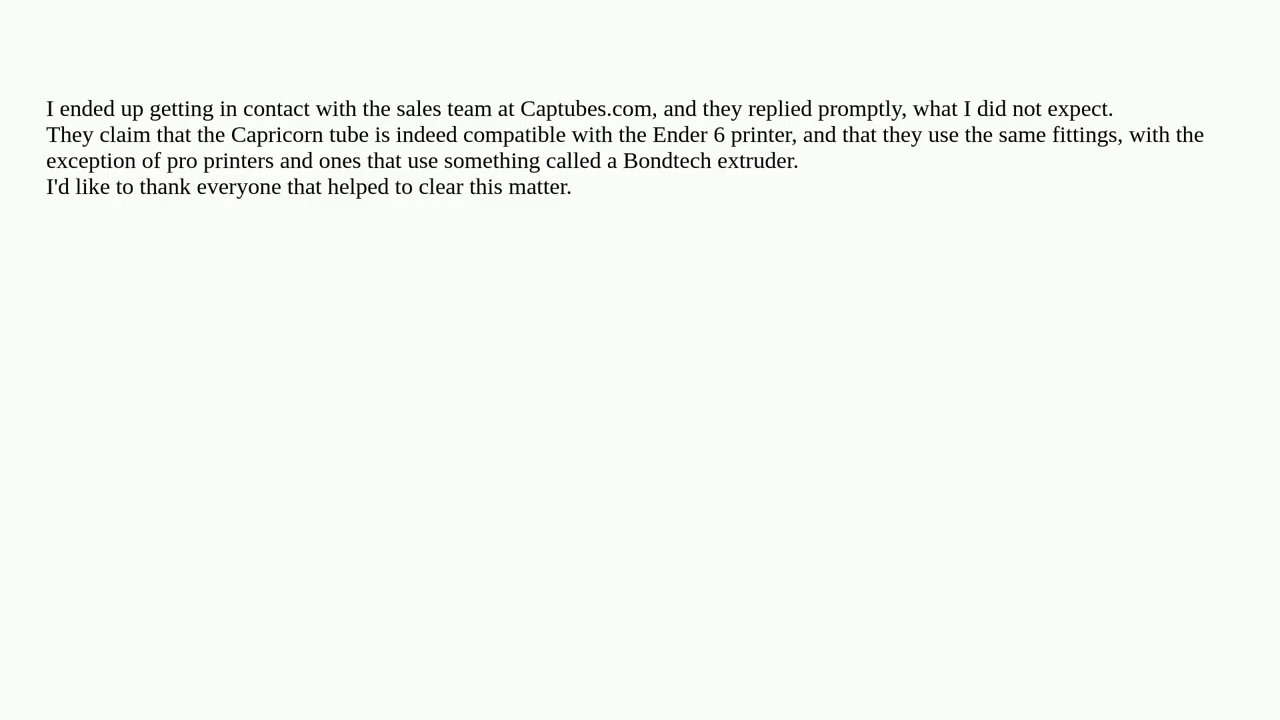 I ended up getting in contact with the sales team at Captubes.com, and they replied promptly, what I did not expect.
They claim that the Capricorn tube is indeed compatible with the Ender 6 printer, and that they use the same fittings, with the
exception of pro printers and ones that use something called a Bondtech extruder.
I'd like to thank everyone that helped to clear this matter.